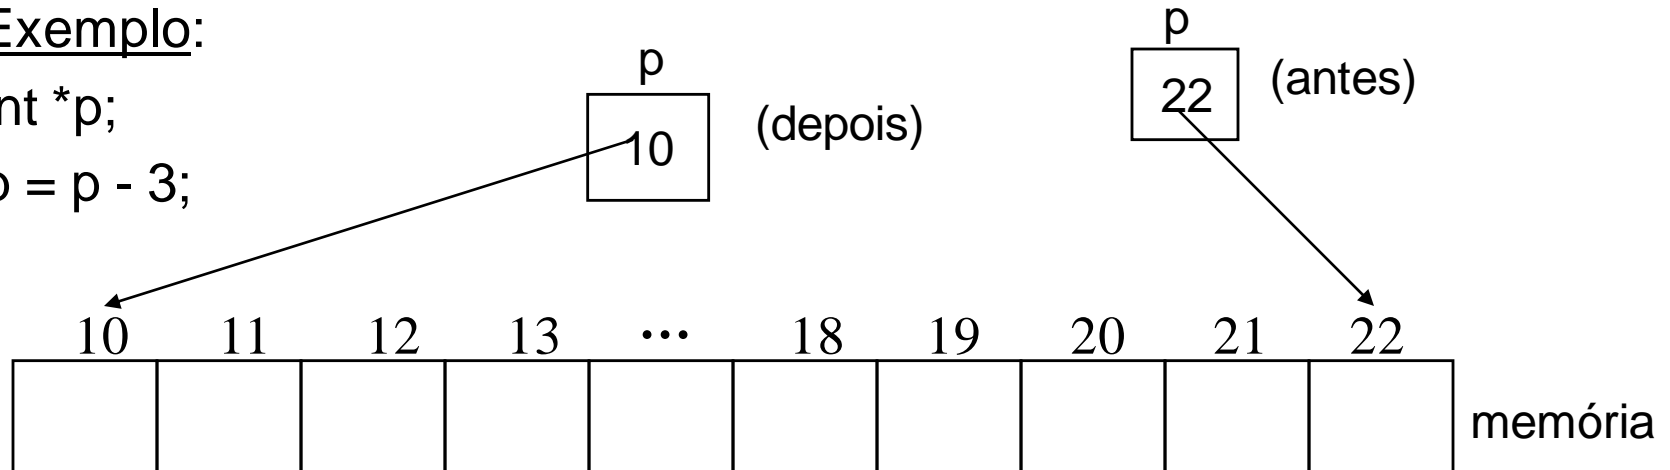 Exemplo:
int *p;
p = p - 3;
p
10
(depois)
p
22
(antes)
10 11 12 13 ... 18 19 20 21 22
memória